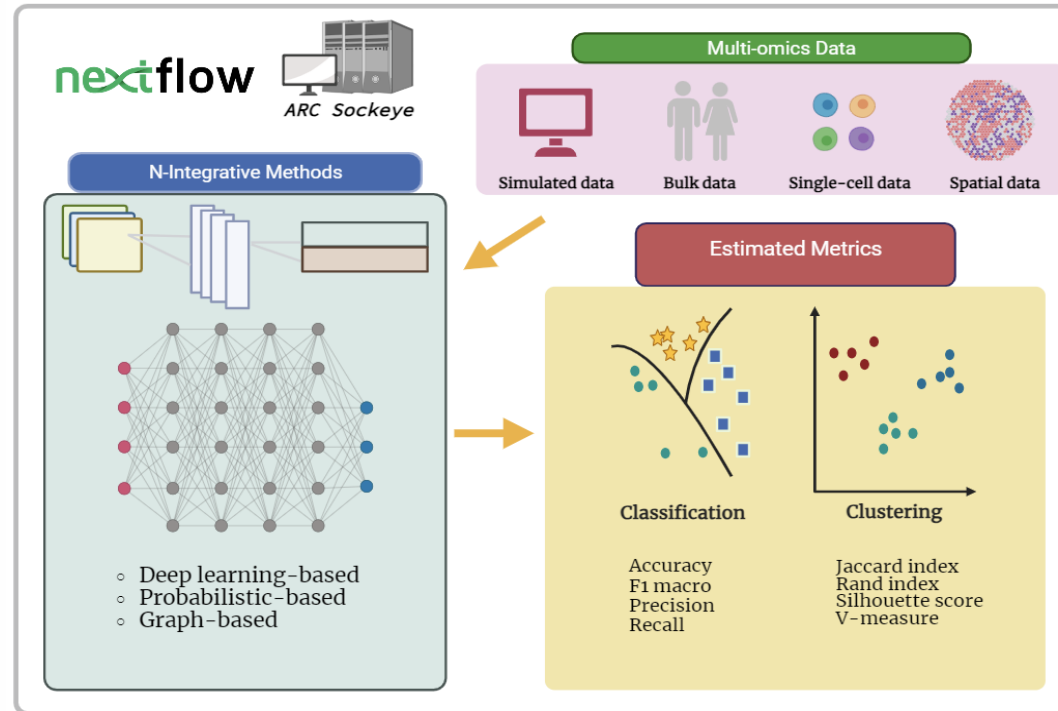 nextflow
ARC Sockeye
Multi-omics Data
Simulated data
Bulk data
Single-cell data
Spatial data
N-Integrative Methods
Deep learning-based
Probabilistic-based
Graph-based
Estimated Metrics
Classification
Accuracy
F1 macro
Precision
Recall
Clustering
Jaccard index
Rand index
Silhouette score
V-measure